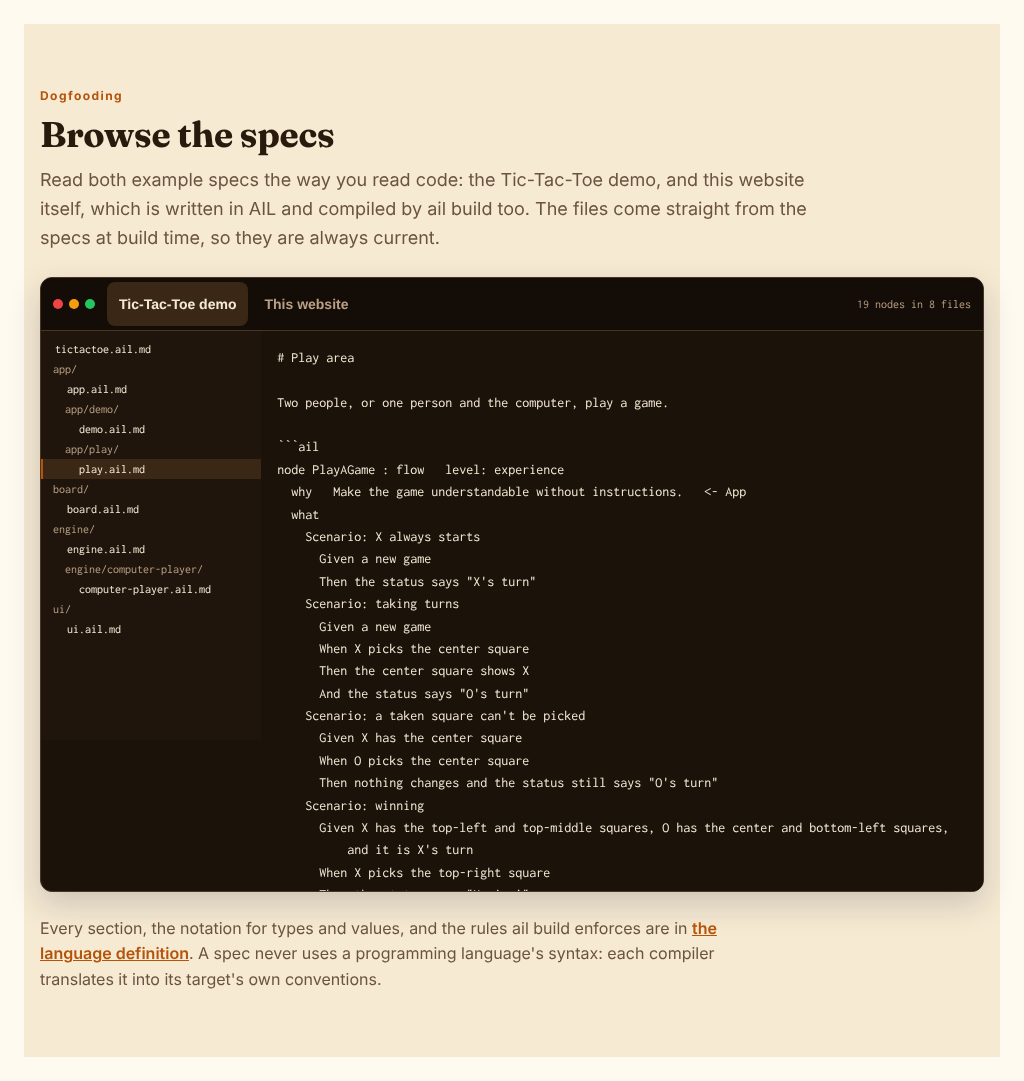 Dogfooding
Browse the specs
Read both example specs the way you read code: the Tic-Tac-Toe demo, and this website
itself, which is written in AIL and compiled by ail build too. The files come straight from the
specs at build time, so they are always current.
Tic-Tac-Toe demo
This website
19 nodes in 8 files
tictactoe.ail.md
app/
app.ail.md
app/demo/
demo.ail.md
app/play/
play.ail.md
board/
board.ail.md
engine/
engine.ail.md
engine/computer-player/
computer-player.ail.md
ui/
ui.ail.md
# Play area
Two people, or one person and the computer, play a game.
```ail
node PlayAGame : flow   level: experience
  why   Make the game understandable without instructions.   <- App
  what
    Scenario: X always starts
      Given a new game
      Then the status says "X's turn"
    Scenario: taking turns
      Given a new game
      When X picks the center square
      Then the center square shows X
      And the status says "O's turn"
    Scenario: a taken square can't be picked
      Given X has the center square
      When O picks the center square
      Then nothing changes and the status still says "O's turn"
    Scenario: winning
      Given X has the top-left and top-middle squares, O has the center and bottom-left squares,
          and it is X's turn
      When X picks the top-right square
Every section, the notation for types and values, and the rules ail build enforces are in the
language definition. A spec never uses a programming language's syntax: each compiler
translates it into its target's own conventions.